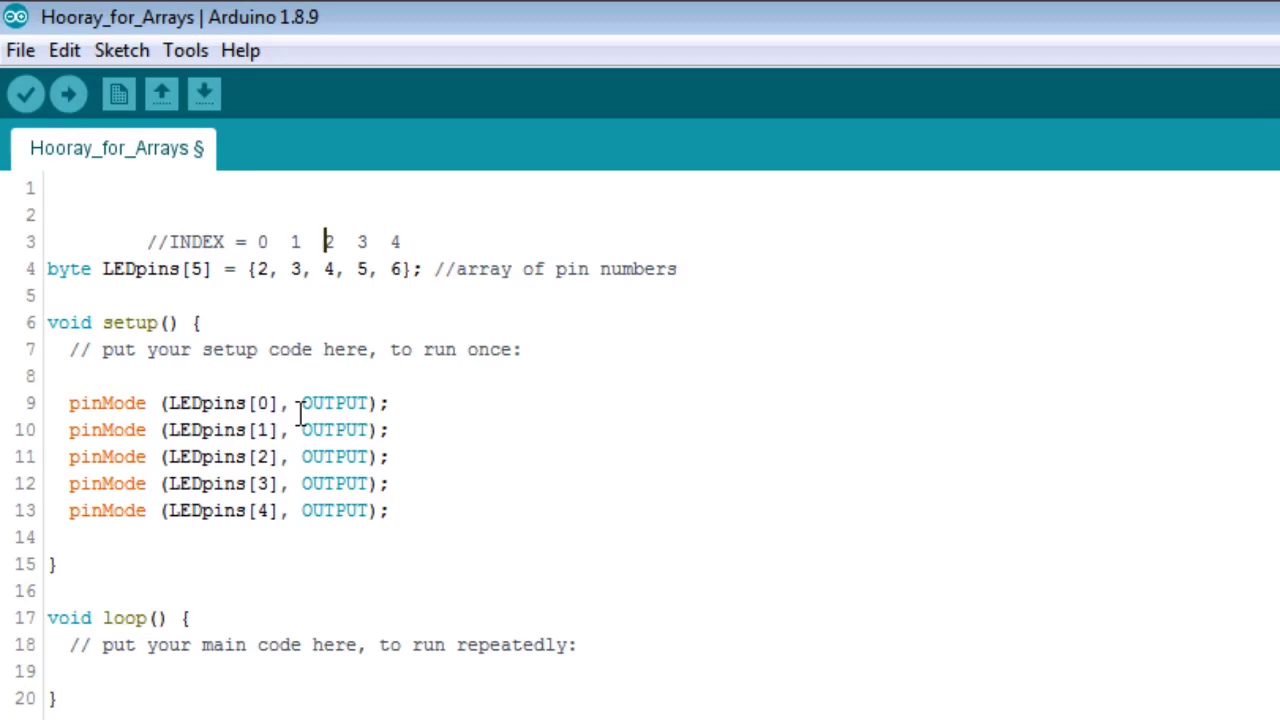 Hooray_for_Arrays | Arduino 1.8.9
File Edit Sketch Tools Help
Hooray_for_Arrays §
1
2
3 //INDEX = 0 1 2 3 4
4 byte LEDpins[5] = {2, 3, 4, 5, 6}; //array of pin numbers
5
6 void setup() {
7 // put your setup code here, to run once:
8
9 pinMode (LEDpins[0], OUTPUT);
10 pinMode (LEDpins[1], OUTPUT);
11 pinMode (LEDpins[2], OUTPUT);
12 pinMode (LEDpins[3], OUTPUT);
13 pinMode (LEDpins[4], OUTPUT);
14
15 }
16
17 void loop() {
18 // put your main code here, to run repeatedly:
19
20 }